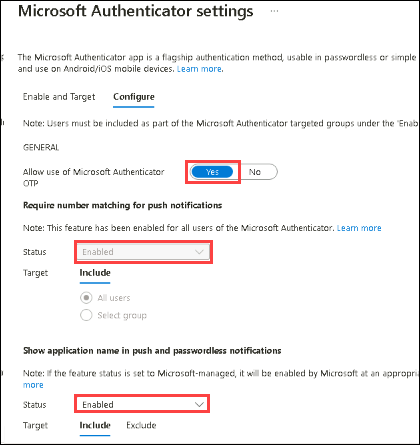 Microsoft Authenticator settings ...
The Microsoft Authenticator app is a flagship authentication method, usable in passwordless or simple
and use on Android/iOS mobile devices. Learn more.
Enable and Target Configure
Note: Users must be included as part of the Microsoft Authenticator targeted groups under the 'Enab
GENERAL
Allow use of Microsoft Authenticator
OTP
Yes No
Require number matching for push notifications
Note: This feature has been enabled for all users of the Microsoft Authenticator. Learn more
Status Enabled
Target Include
All users
Select group
Show application name in push and passwordless notifications
Note: If the feature status is set to Microsoft-managed, it will be enabled by Microsoft at an appropria
more
Status Enabled
Target Include Exclude